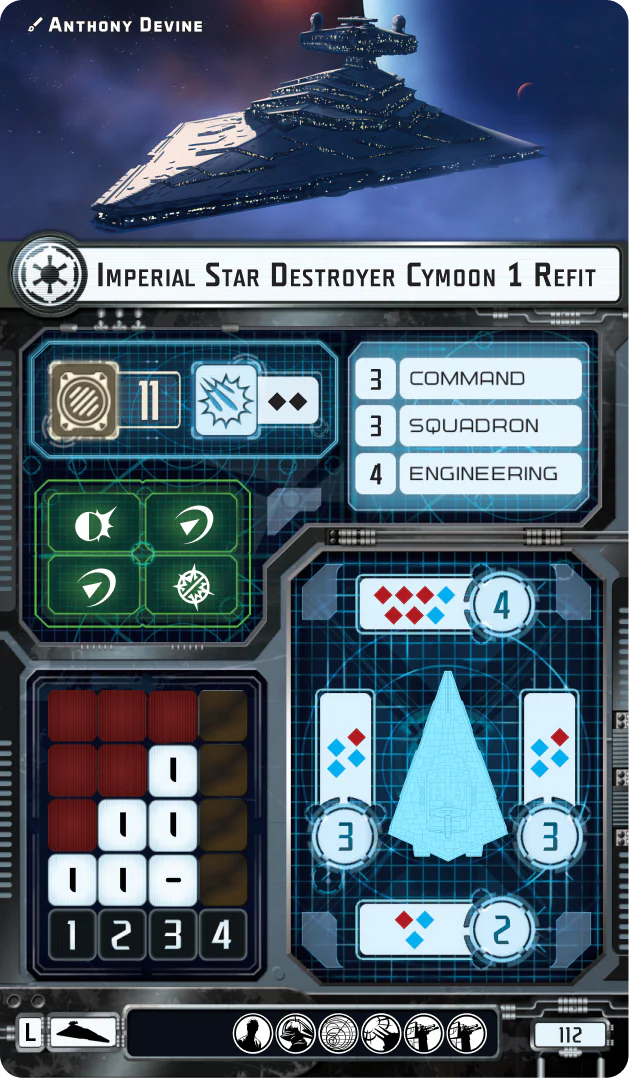 Anthony Devine
Imperial Star Destroyer Cymoon 1 Refit
11
3 COMMAND
3 SQUADRON
4 ENGINEERING
4
I
I I
3 3
I I -
1 2 3 4
2
L
112